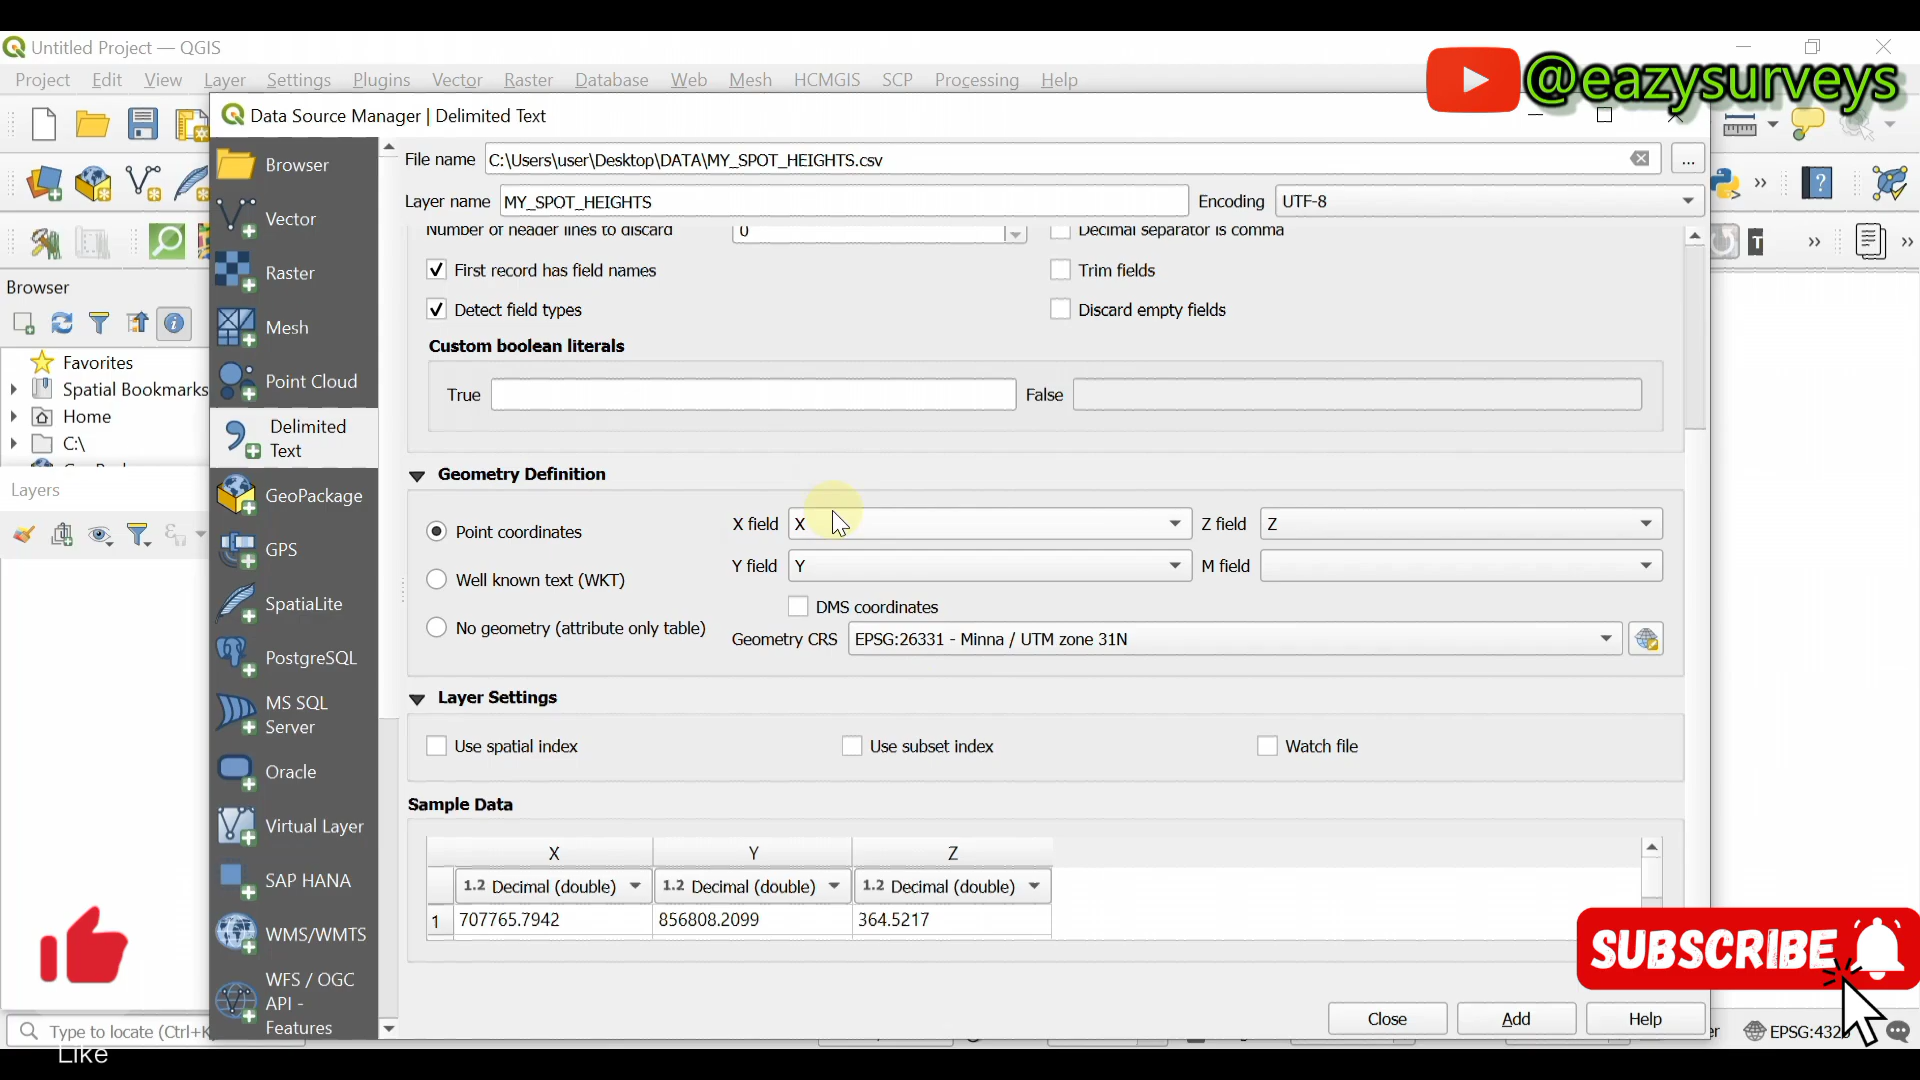 Untitled Project — QGIS
@eazysurveys
Project Edit View Layer Settings Plugins Vector Raster Database Web Mesh HCMGIS SCP Processing Help
Data Source Manager | Delimited Text
Browser
File name C:\Users\user\Desktop\DATA\MY_SPOT_HEIGHTS.csv ...
Layer name MY_SPOT_HEIGHTS Encoding UTF-8
Vector
Number of header lines to discard 0 Decimal separator is comma
Raster
First record has field names Trim fields
Browser
Mesh
Detect field types Discard empty fields
Custom boolean literals
Favorites
Point Cloud
Spatial Bookmarks
True False
Home
Delimited
Text
C:\
Geometry Definition
Layers
GeoPackage
Point coordinates X field X Z field Z
GPS
Y field Y M field
Well known text (WKT)
SpatiaLite
DMS coordinates
No geometry (attribute only table)
Geometry CRS EPSG:26331 - Minna / UTM zone 31N
PostgreSQL
Layer Settings
MS SQL
Server
Use spatial index Use subset index Watch file
Oracle
Sample Data
Virtual Layer
X Y Z
SAP HANA
1.2 Decimal (double) 1.2 Decimal (double) 1.2 Decimal (double)
1 707765.7942 856808.2099 364.5217
WMS/WMTS
SUBSCRIBE
WFS / OGC
API -
Features
Close Add Help
Type to locate (Ctrl+K
EPSG:432
Like